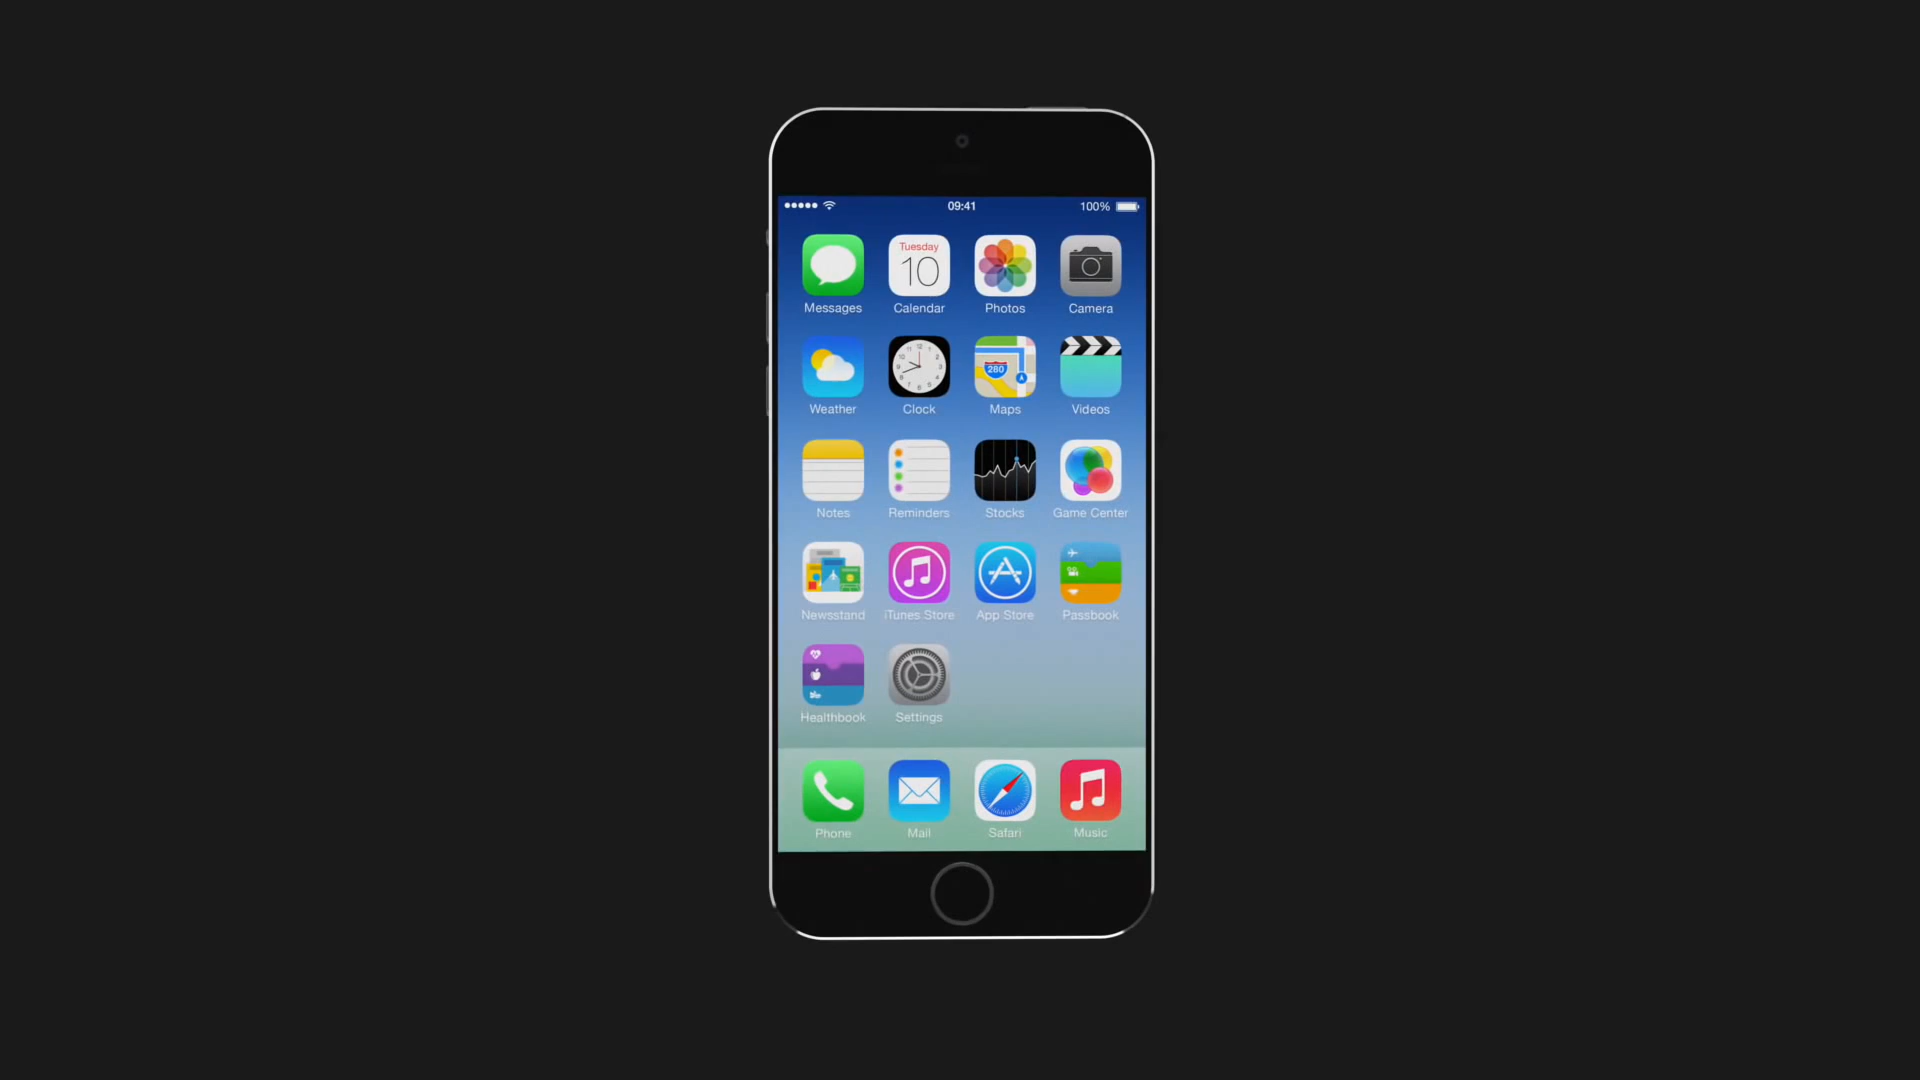 09:41 100%
Tuesday
10
Messages Calendar Photos Camera
280
Weather Clock Maps Videos
Notes Reminders Stocks Game Center
Newsstand iTunes Store App Store Passbook
Healthbook Settings
Phone Mail Safari Music